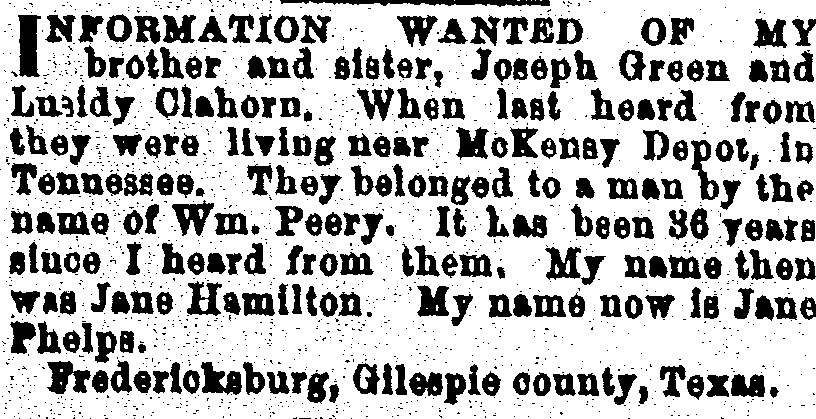 INFORMATION WANTED OF MY
brother and sister, Joseph Green and
Lusidy Clahorn. When last heard from
they were living near McKensy Depot, in
Tennessee. They belonged to a man by the
name of Wm. Peery. It has been 36 years
since I heard from them. My name then
was Jane Hamilton. My name now is Jane
Phelps.
Fredericksburg, Gilespie county, Texas.